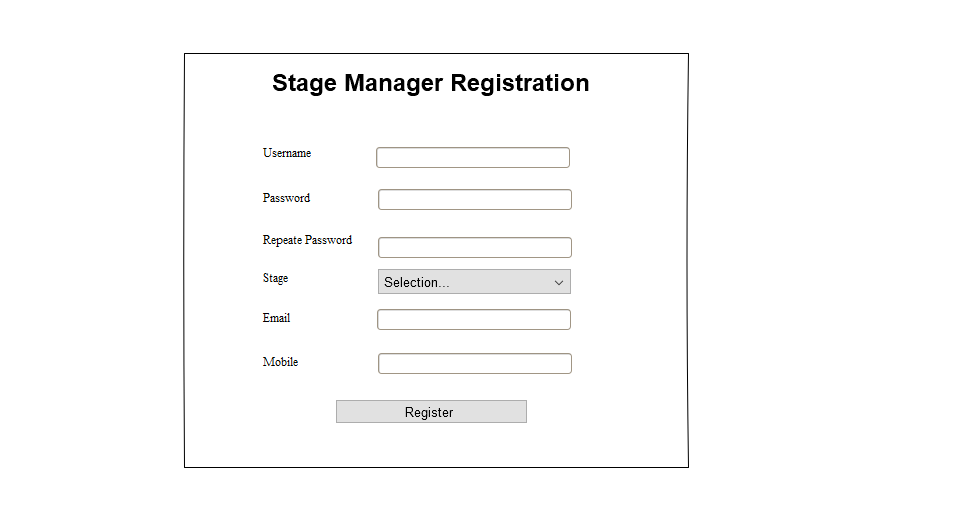 Stage Manager Registration
Username
Password
Repeate Password
Stage
Selection...
Email
Mobile
Register